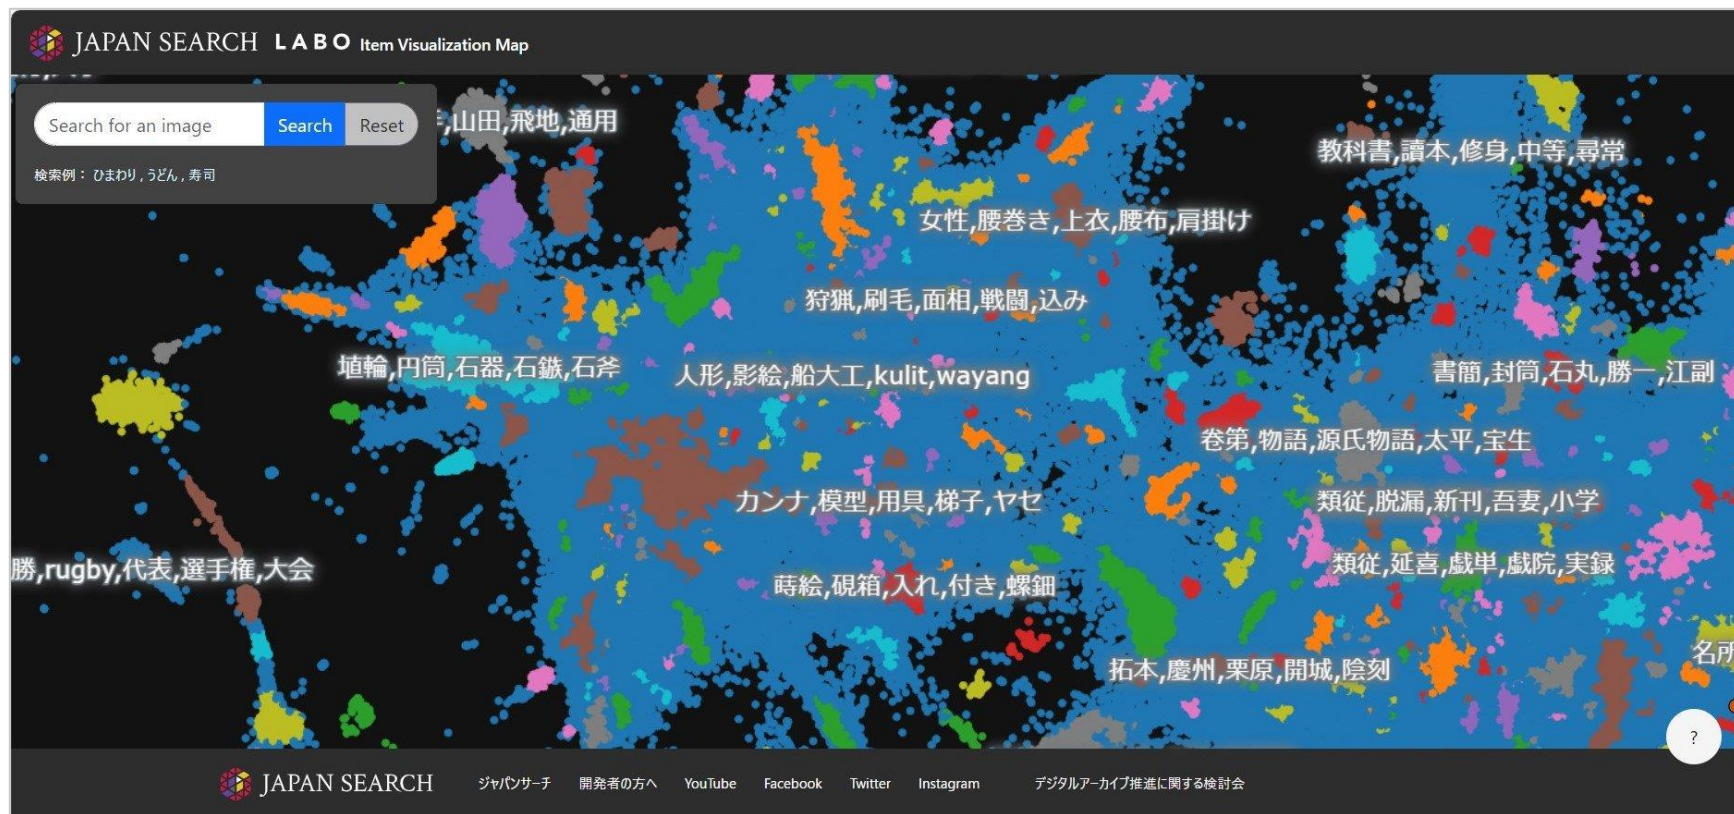 JAPAN SEARCH LABO Item Visualization Map
Search for an image Search Reset
検索例： ひまわり , うどん , 寿司
,山田,飛地,通用
教科書,讀本,修身,中等,尋常
女性,腰巻き,上衣,腰布,肩掛け
狩猟,刷毛,面相,戦闘,込み
埴輪,円筒,石器,石鏃,石斧
人形,影絵,船大工,kulit,wayang
書簡,封筒,石丸,勝一,江副
巻第,物語,源氏物語,太平,宝生
カンナ,模型,用具,梯子,ヤセ
類従,脱漏,新刊,吾妻,小学
勝,rugby,代表,選手権,大会
類従,延喜,戯単,戯院,実録
蒔絵,硯箱,入れ,付き,螺鈿
名所
拓本,慶州,栗原,開城,陰刻
?
JAPAN SEARCH ジャパンサーチ 開発者の方へ YouTube Facebook Twitter Instagram デジタルアーカイブ推進に関する検討会